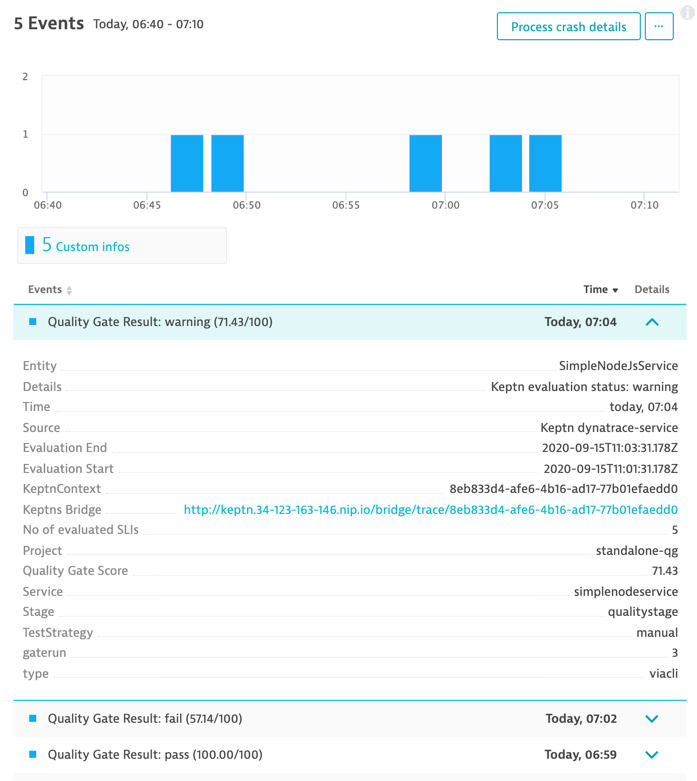 5 Events Today, 06:40 - 07:10
Process crash details
...
i
2
1
0
06:40 06:45 06:50 06:55 07:00 07:05 07:10
5 Custom infos
Events Time Details
Quality Gate Result: warning (71.43/100) Today, 07:04
Entity SimpleNodeJsService
Details Keptn evaluation status: warning
Time today, 07:04
Source Keptn dynatrace-service
Evaluation End 2020-09-15T11:03:31.178Z
Evaluation Start 2020-09-15T11:01:31.178Z
KeptnContext 8eb833d4-afe6-4b16-ad17-77b01efaedd0
Keptns Bridge http://keptn.34-123-163-146.nip.io/bridge/trace/8eb833d4-afe6-4b16-ad17-77b01efaedd0
No of evaluated SLIs 5
Project standalone-qg
Quality Gate Score 71.43
Service simplenodeservice
Stage qualitystage
TestStrategy manual
gaterun 3
type viacli
Quality Gate Result: fail (57.14/100) Today, 07:02
Quality Gate Result: pass (100.00/100) Today, 06:59